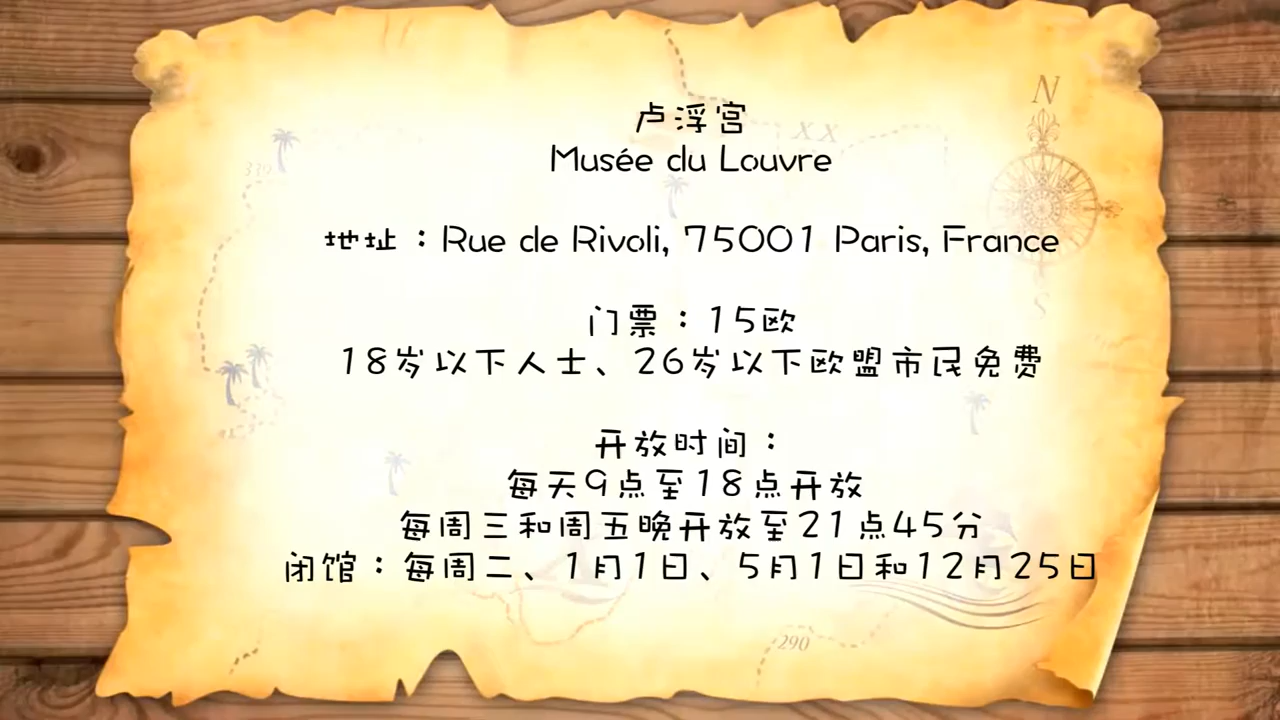 卢浮宫
Musée du Louvre
地址：Rue de Rivoli, 75001 Paris, France
门票：15欧
18岁以下人士、26岁以下欧盟市民免费
开放时间：
每天9点至18点开放
每周三和周五晚开放至21点45分
闭馆：每周二、1月1日、5月1日和12月25日
N
XX
339
S
290